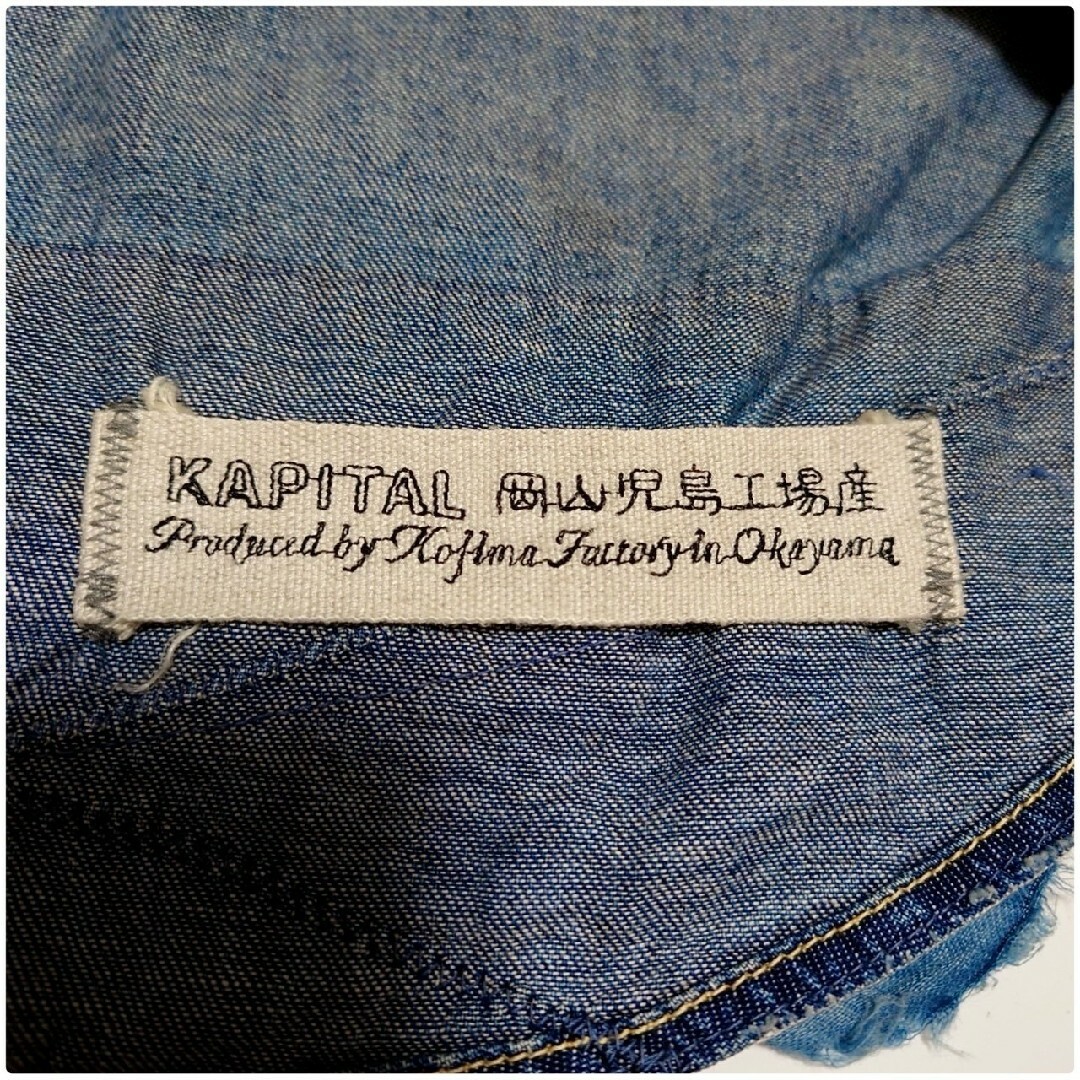 KAPITAL 岡山児島工場産
Produced by Kojima Factory in Okayama